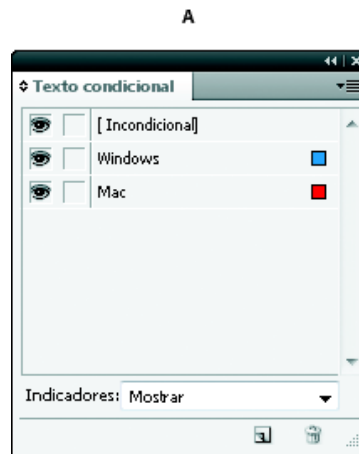 A
Texto condicional
[Incondicional]
Windows
Mac
Indicadores: Mostrar